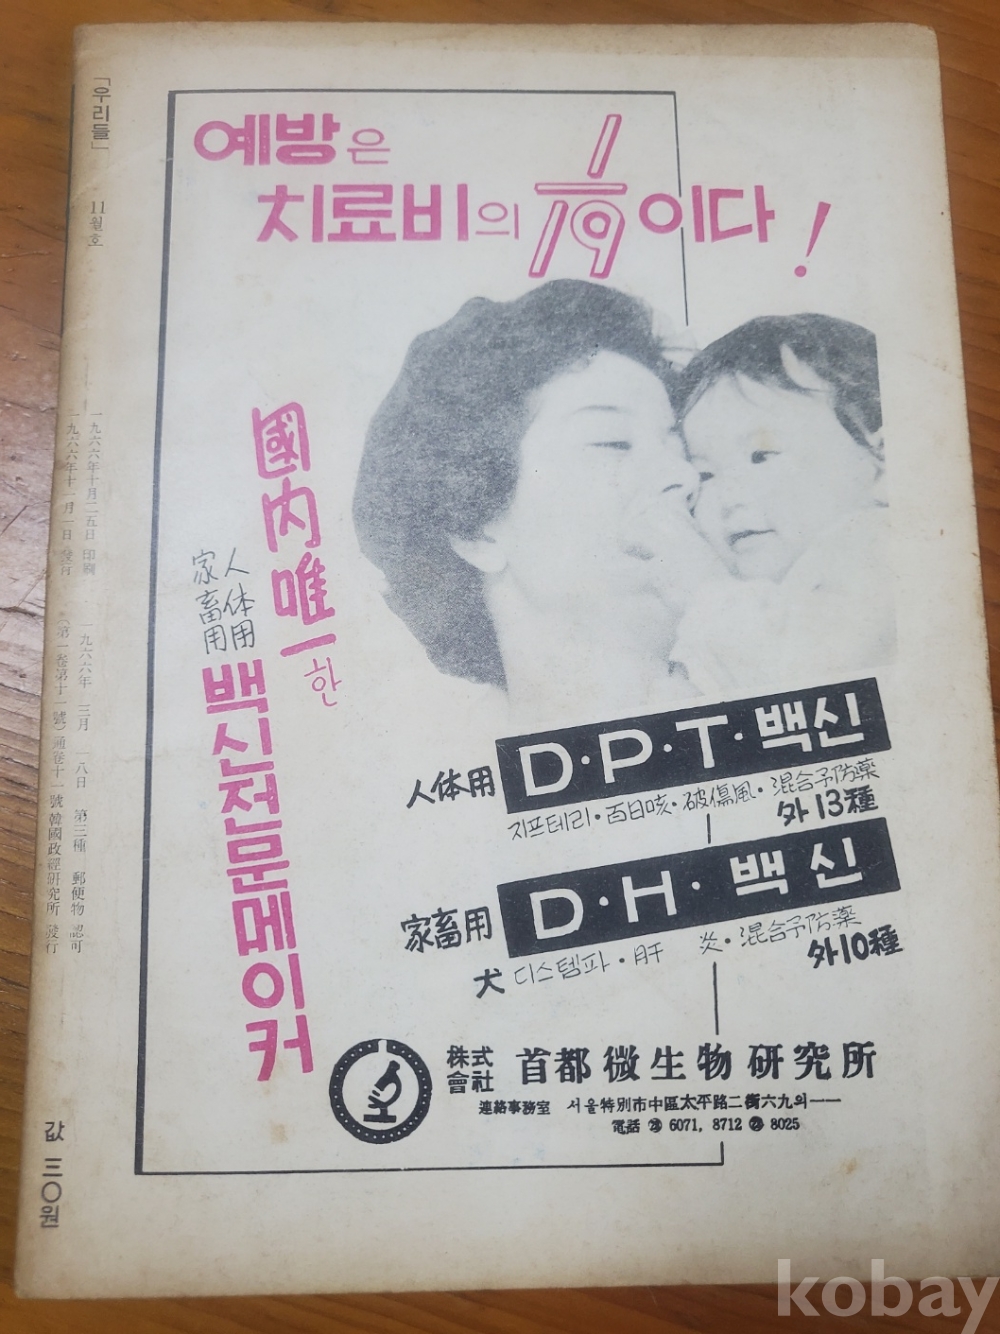 예방은
치료비의 1/19이다!
國内唯一한
人体用
家畜用
백신전문메이커
人体用 D·P·T·백신
지프테리·百日咳·破傷風·混合予防薬
外13種
家畜用 D·H·백신
犬 디스템파·肝 炎·混合予防薬
外10種
株式會社 首都微生物研究所
連絡事務室 서울特別市中區太平路二街六九의一一
電話 ㉓ 6071, 8712 8025
「우리들」 11월호
一九六六年十月二五日 印刷
一九六六年十一月一日 發行
一九六六年 三月 一八日 第三種 郵便物 認可
(第一卷第十一號) 通卷十一號 韓國政經研究所 發行
값 三〇원
kobay